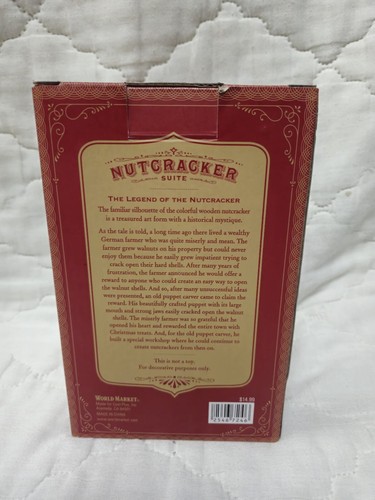 NUTCRACKER
SUITE
THE LEGEND OF THE NUTCRACKER
The familiar silhouette of the colorful wooden nutcracker
is a treasured art form with a historical mystique.
As the tale is told, a long time ago there lived a wealthy
German farmer who was quite miserly and mean. The
farmer grew walnuts on his property but could never
enjoy them because he easily grew impatient trying to
crack open their hard shells. After many years of
frustration, the farmer announced he would offer a
reward to anyone who could create an easy way to open
the walnut shells. And so, after many unsuccessful ideas
were presented, an old puppet carver came to claim the
reward. His beautifully crafted puppet with its large
mouth and strong jaws easily cracked open the walnut
shells. The miserly farmer was so grateful that he
opened his heart and rewarded the entire town with
Christmas treats. And, for the old puppet carver, he
built a special workshop where he could continue to
create nutcrackers from then on.
This is not a toy.
For decorative purposes only.
WORLD MARKET
$14.99